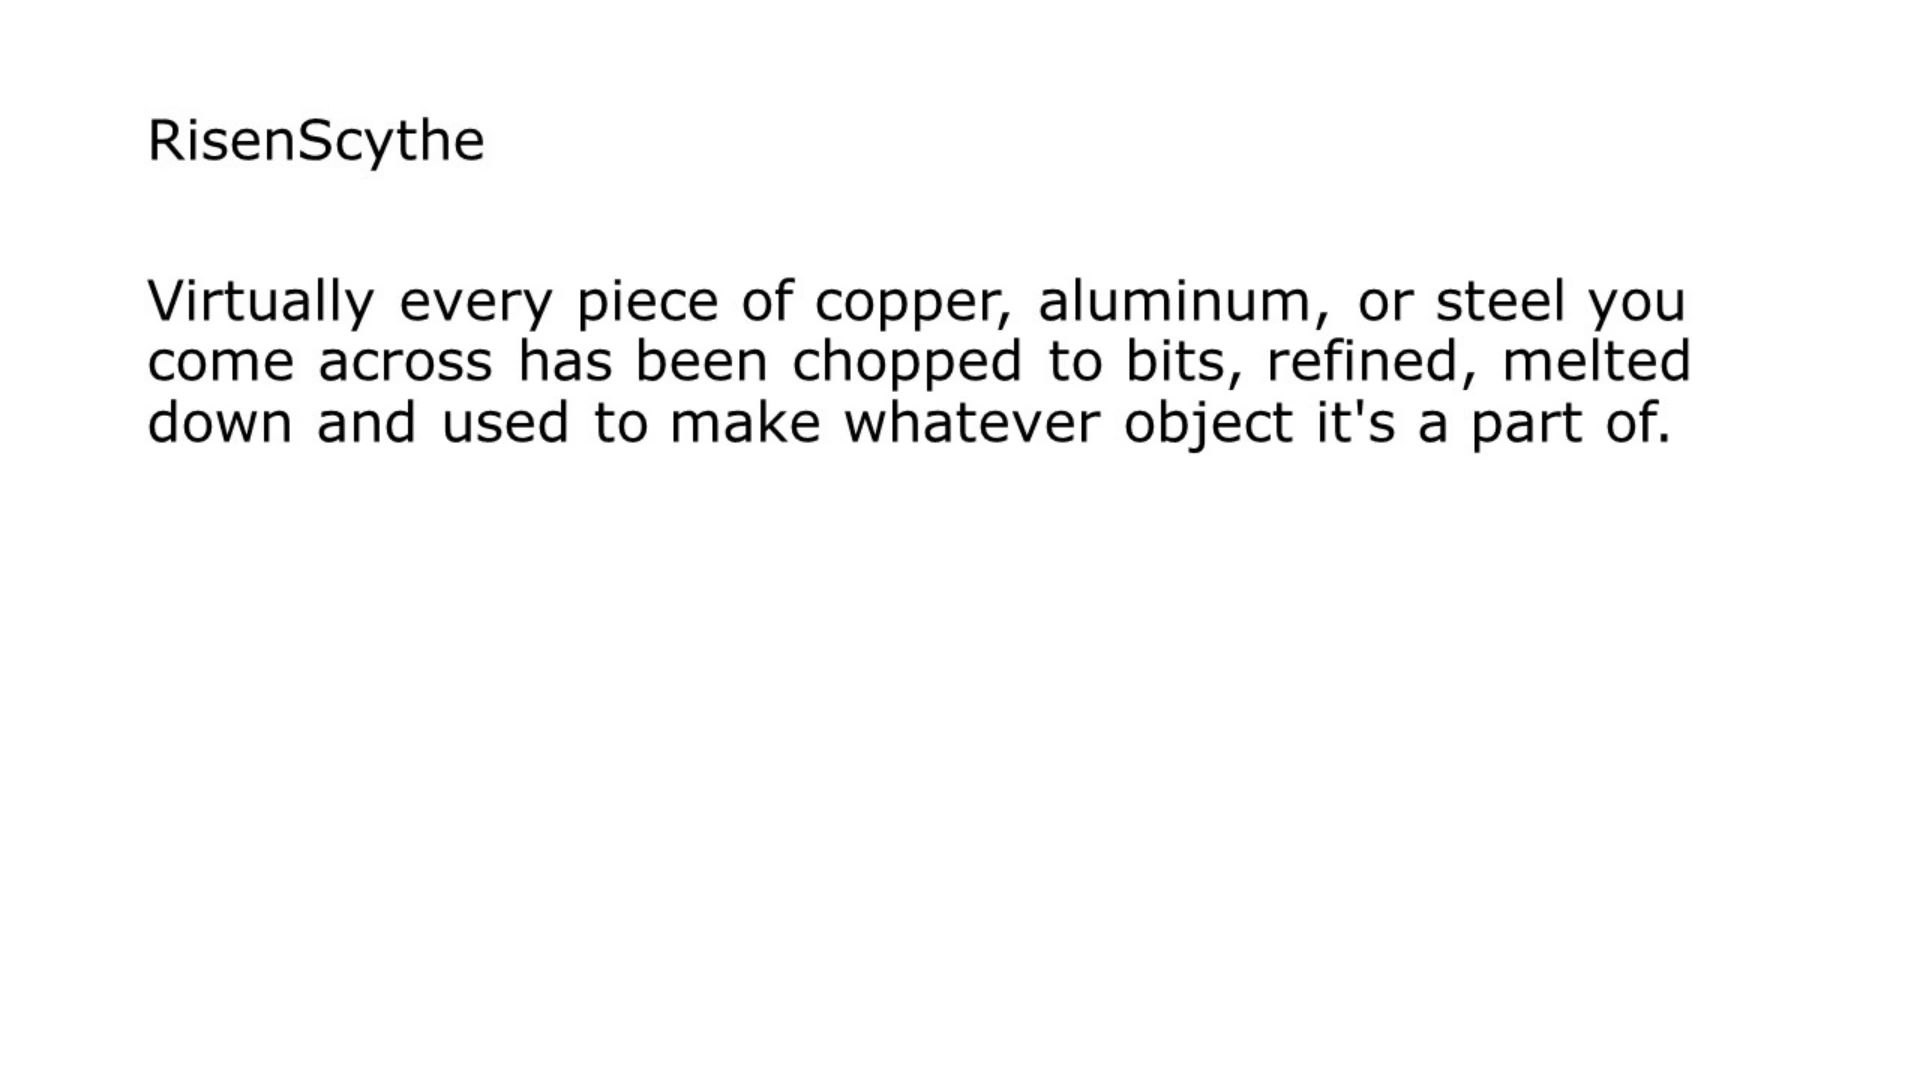 RisenScythe
Virtually every piece of copper, aluminum, or steel you
come across has been chopped to bits, refined, melted
down and used to make whatever object it's a part of.